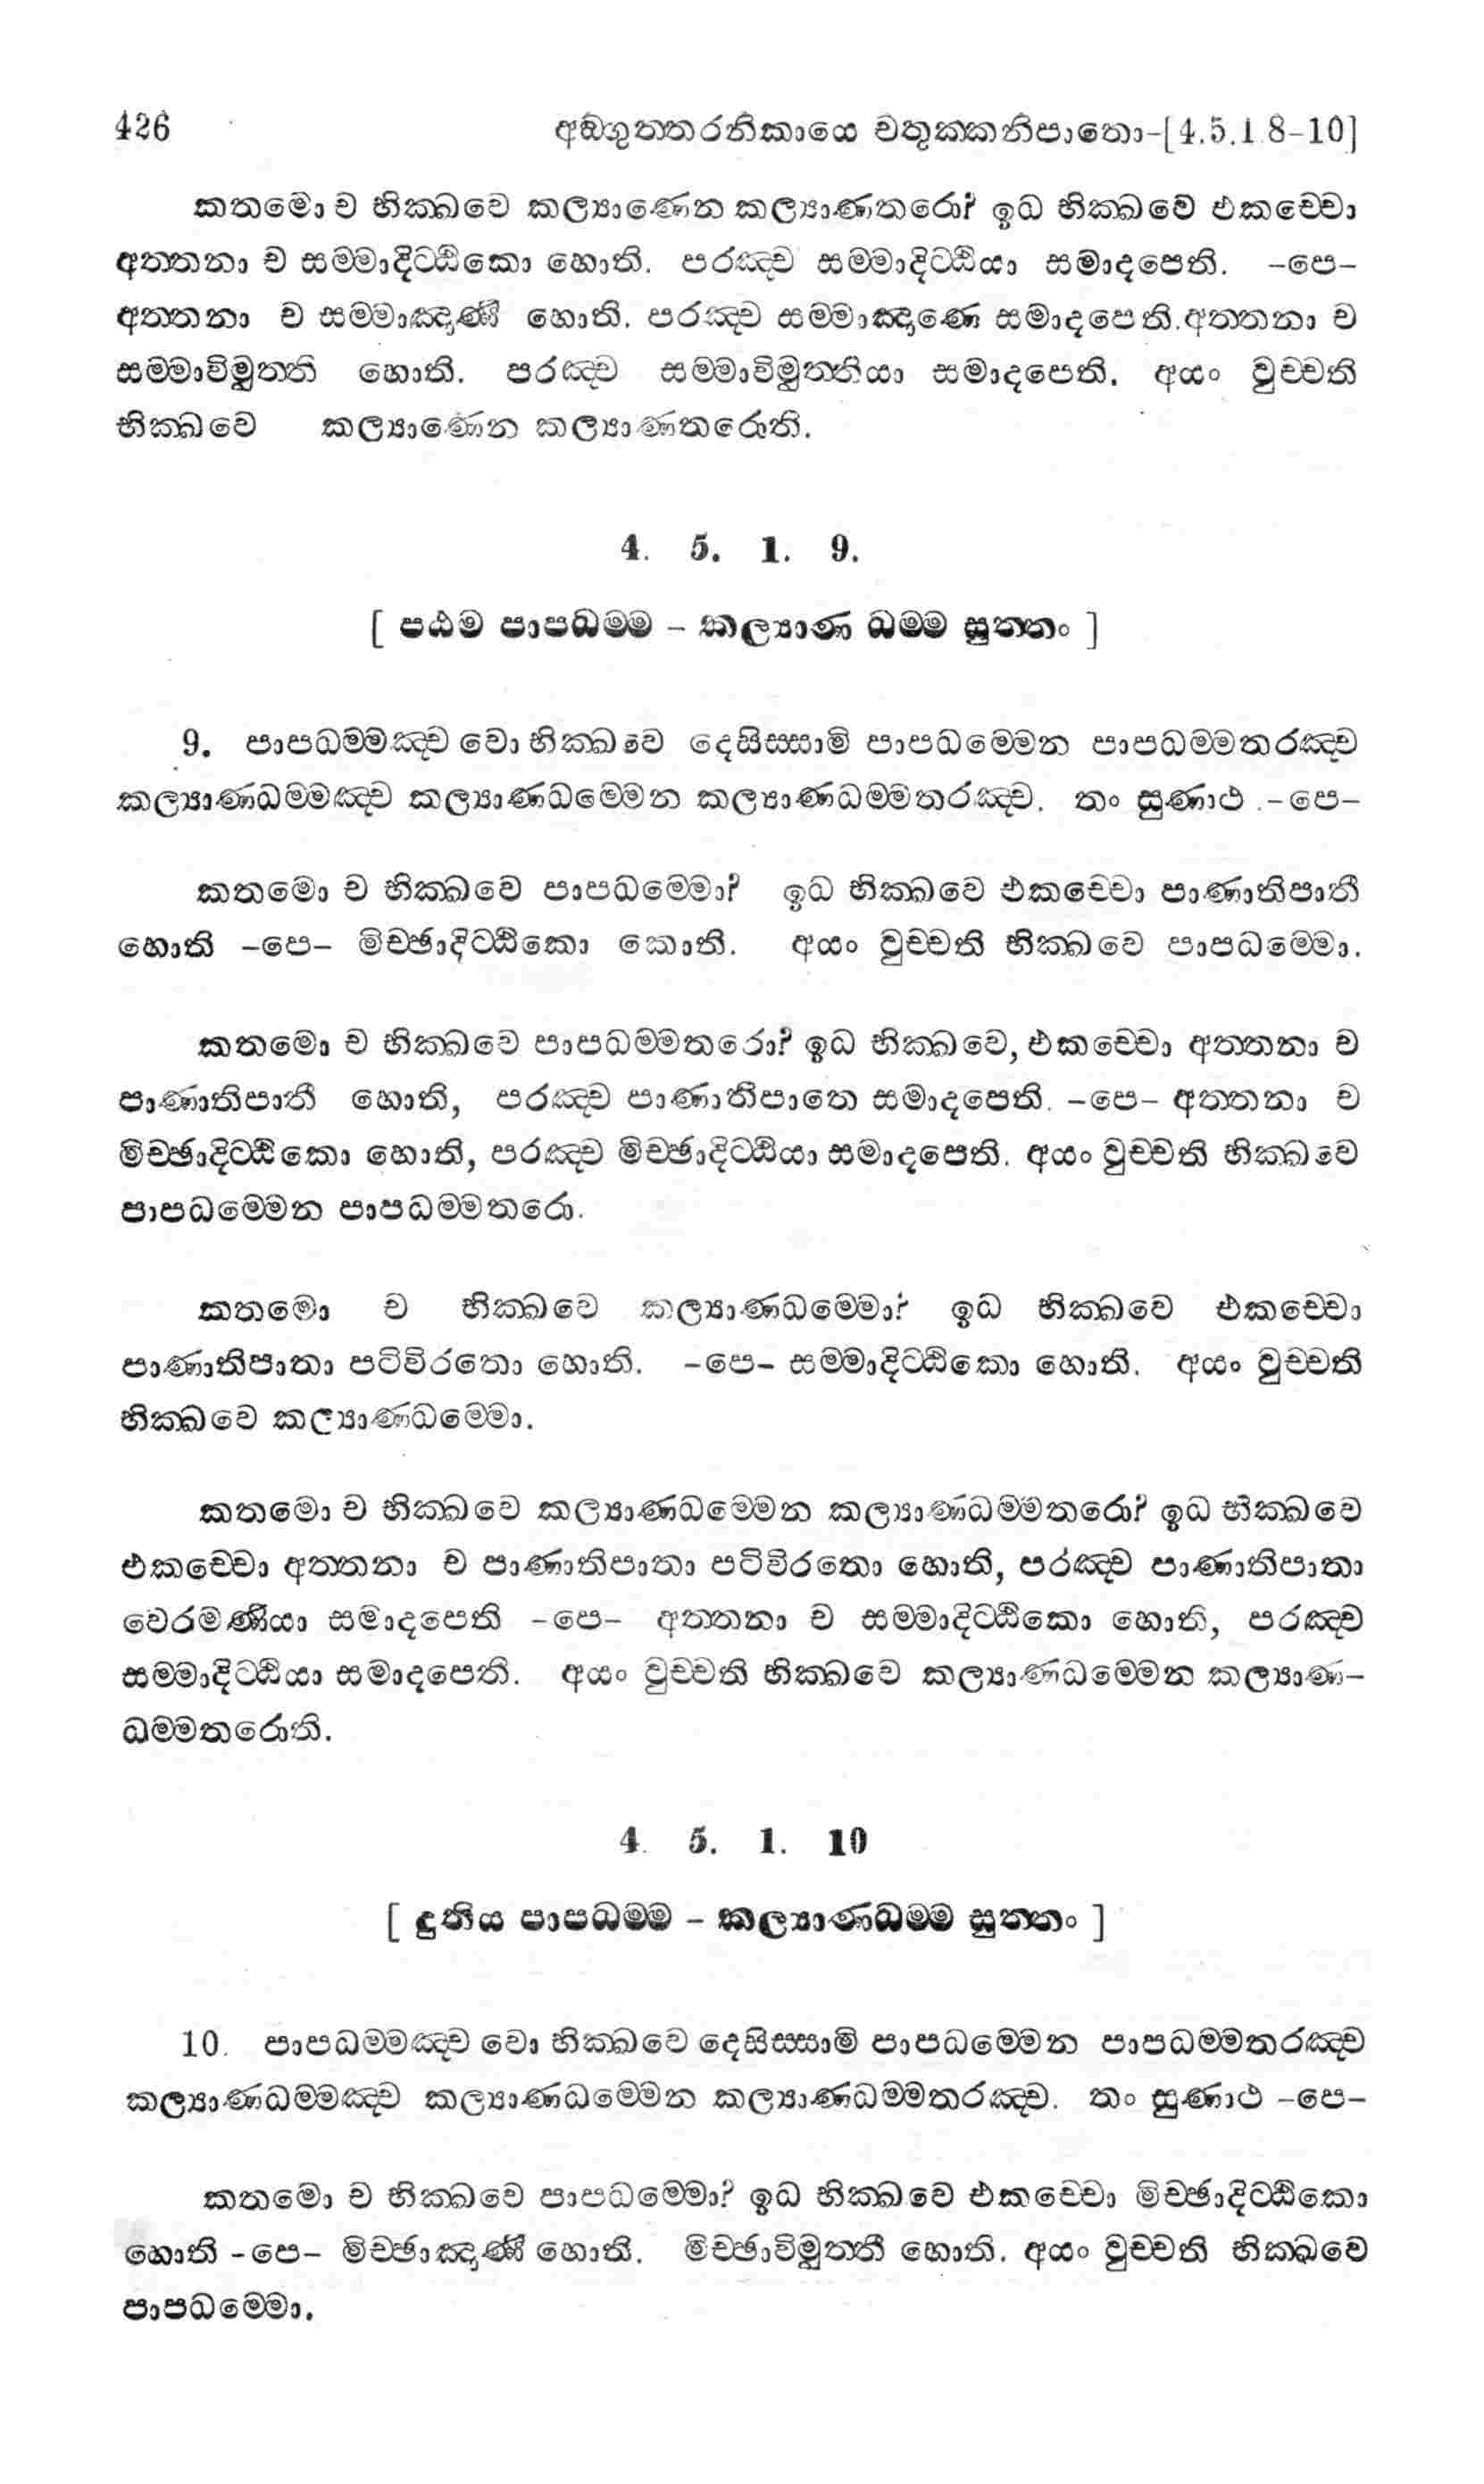 426 අඞ්ගුත්තරනිකායෙ චතුක්කනිපාතො-[4.5.1.8-10]
කතමො ච භික්ඛවෙ කල්‍යාණෙන කල්‍යාණතරො? ඉධ භික්ඛවෙ එකච්චො
අත්තනා ච සම්මාදිට්ඨිකො හොති. පරඤ්ච සම්මාදිට්ඨියා සමාදපෙති. -පෙ-
අත්තනා ච සම්මාඤාණී හොති. පරඤ්ච සම්මාඤාණෙ සමාදපෙති.අත්තනා ච
සම්මාවිමුත්ති හොති. පරඤ්ච සම්මාවිමුත්තියා සමාදපෙති. අයං වුච්චති
භික්ඛවෙ කල්‍යාණෙන කල්‍යාණතරොති.
4. 5. 1. 9.
[ පඨම පාපධම්ම - කල්‍යාණ ධම්ම සුත්තං ]
9. පාපධම්මඤ්ච වො භික්ඛවෙ දෙසිස්සාමි පාපධම්මෙන පාපධම්මතරඤ්ච
කල්‍යාණධම්මඤ්ච කල්‍යාණධම්මෙන කල්‍යාණධම්මතරඤ්ච. තං සුණාථ .-පෙ-
කතමො ච භික්ඛවෙ පාපධම්මො? ඉධ භික්ඛවෙ එකච්චො පාණාතිපාතී
හොති -පෙ- මිච්ඡාදිට්ඨිකො කොති. අයං වුච්චති භික්ඛවෙ පාපධම්මො.
කතමො ච භික්ඛවෙ පාපධම්මතරො? ඉධ භික්ඛවෙ, එකච්චො අත්තනා ච
පාණාතිපාතී හොති, පරඤ්ච පාණාතිපාතෙ සමාදපෙති. -පෙ- අත්තනා ච
මිච්ඡාදිට්ඨිකො හොති, පරඤ්ච මිච්ඡාදිට්ඨියා සමාදපෙති. අයං වුච්චති භික්ඛවෙ
පාපධම්මෙන පාපධම්මතරො.
කතමො ච භික්ඛවෙ කල්‍යාණධම්මො? ඉධ භික්ඛවෙ එකච්චො
පාණාතිපාතා පටිවිරතො හොති. -පෙ- සම්මාදිට්ඨිකො හොති. අයං වුච්චති
භික්ඛවෙ කල්‍යාණධම්මො.
කතමො ච භික්ඛවෙ කල්‍යාණධම්මෙන කල්‍යාණධම්මතරො? ඉධ භික්ඛවෙ
එකච්චො අත්තනා ච පාණාතිපාතා පටිවිරතො හොති, පරඤ්ච පාණාතිපාතා
වෙරමණියා සමාදපෙති -පෙ- අත්තනා ච සම්මාදිට්ඨිකො හොති, පරඤ්ච
සම්මාදිට්ඨියා සමාදපෙති. අයං වුච්චති භික්ඛවෙ කල්‍යාණධම්මෙන කල්‍යාණ-
ධම්මතරොති.
4. 5. 1. 10
[ දුතිය පාපධම්ම - කල්‍යාණධම්ම සුත්තං ]
10. පාපධම්මඤ්ච වො භික්ඛවෙ දෙසිස්සාමි පාපධම්මෙන පාපධම්මතරඤ්ච
කල්‍යාණධම්මඤ්ච කල්‍යාණධම්මෙන කල්‍යාණධම්මතරඤ්ච. තං සුණාථ -පෙ-
කතමො ච භික්ඛවෙ පාපධම්මො? ඉධ භික්ඛවෙ එකච්චො මිච්ඡාදිට්ඨිකො
හොති -පෙ- මිච්ඡාඤාණී හොති. මිච්ඡාවිමුත්තී හොති. අයං වුච්චති භික්ඛවෙ
පාපධම්මො.